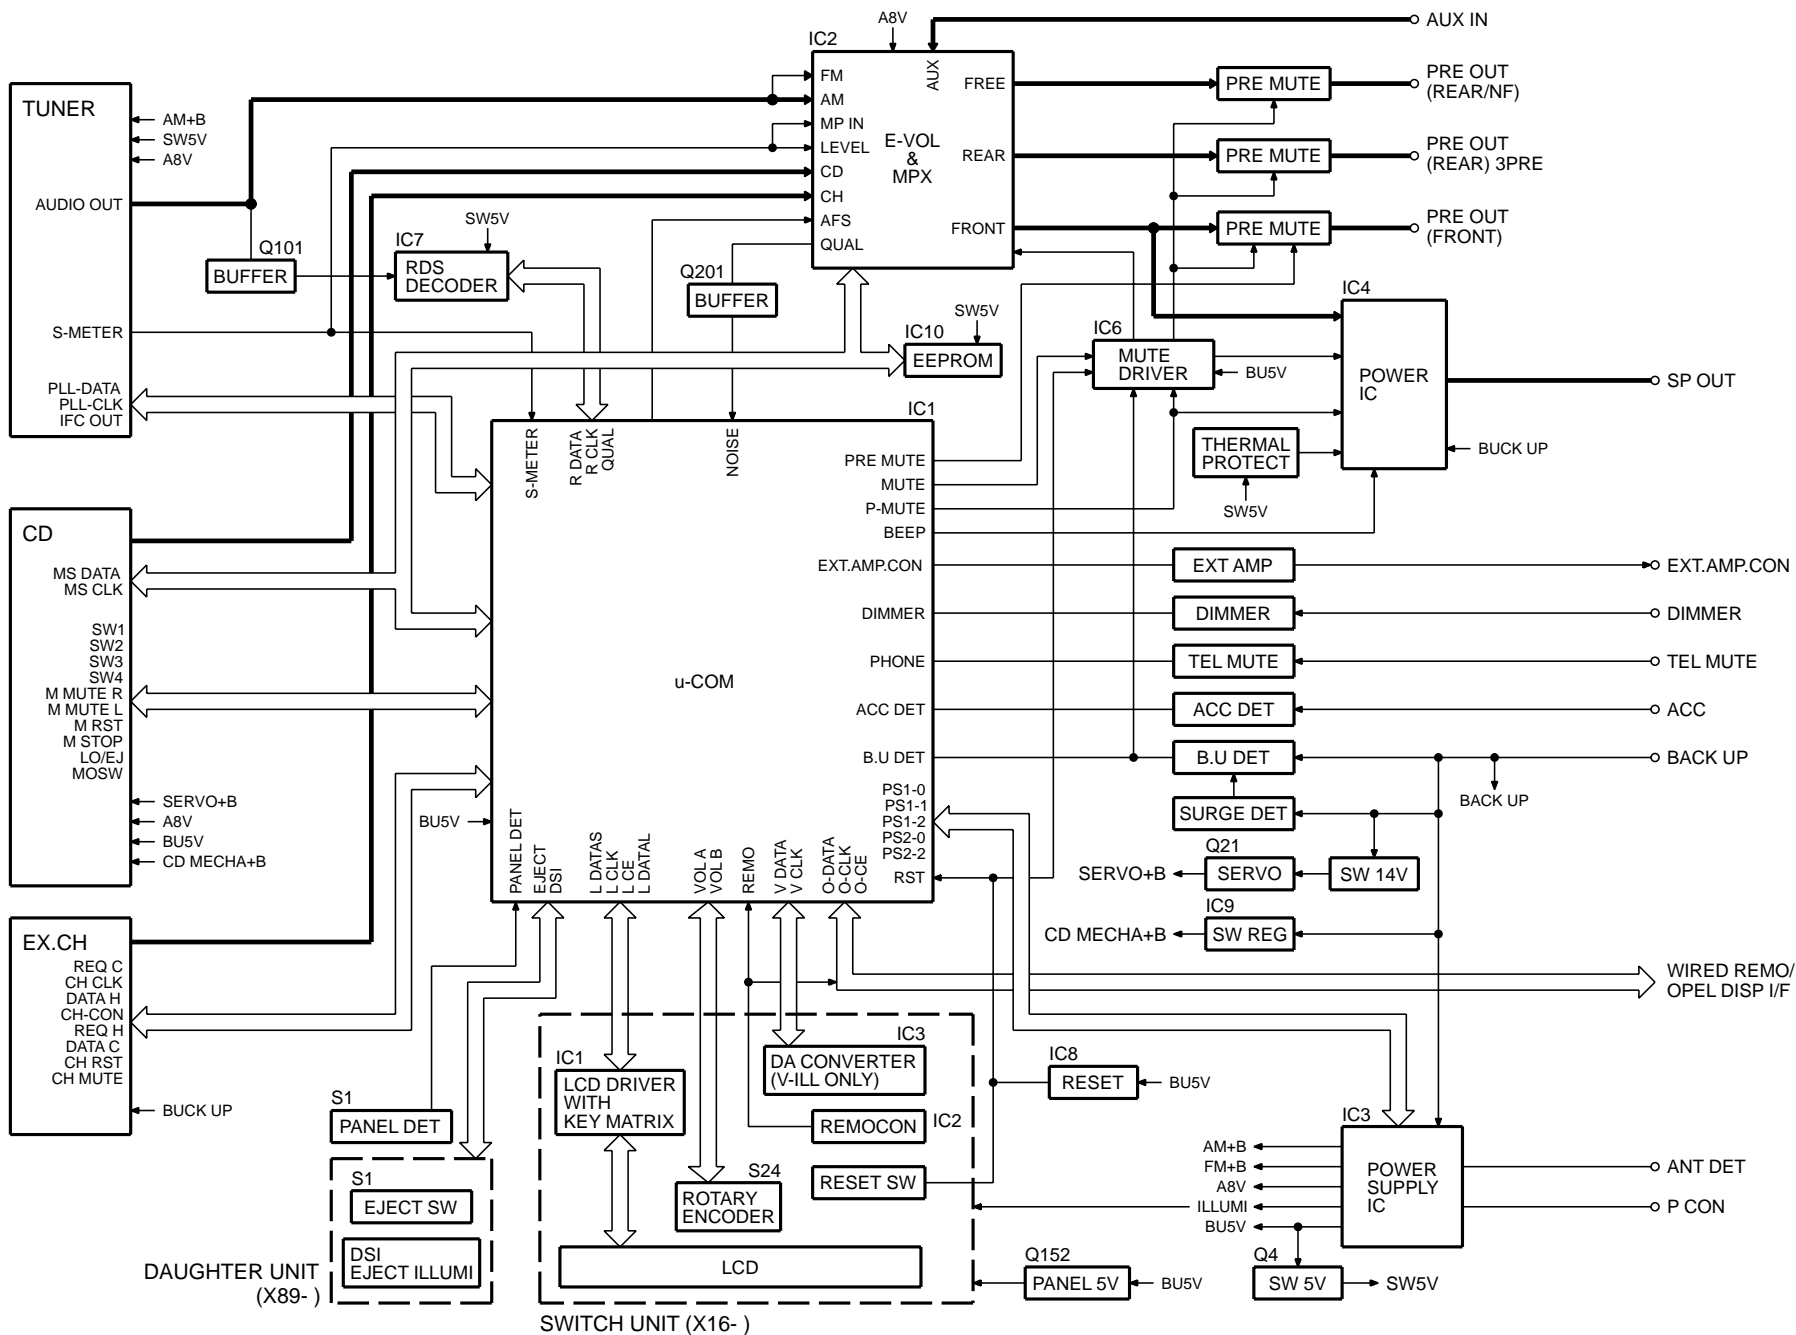 TUNER
AM+B
SW5V
A8V
AUDIO OUT
S-METER
PLL-DATA
PLL-CLK
IFC OUT
Q101
BUFFER
IC7
SW5V
RDS
DECODER
Q201
BUFFER
IC2
A8V
AUX
FM
AM
MP IN
LEVEL
CD
CH
AFS
QUAL
E-VOL
&
MPX
FREE
REAR
FRONT
AUX IN
PRE MUTE
PRE OUT
(REAR/NF)
PRE MUTE
PRE OUT
(REAR) 3PRE
PRE MUTE
PRE OUT
(FRONT)
IC10
SW5V
EEPROM
IC6
MUTE
DRIVER
BU5V
IC4
POWER
IC
SP OUT
BUCK UP
THERMAL
PROTECT
SW5V
CD
MS DATA
MS CLK
SW1
SW2
SW3
SW4
M MUTE R
M MUTE L
M RST
M STOP
LO/EJ
MOSW
SERVO+B
A8V
BU5V
CD MECHA+B
EX.CH
REQ C
CH CLK
DATA H
CH-CON
REQ H
DATA C
CH RST
CH MUTE
BUCK UP
IC1
u-COM
S-METER
R DATA
R CLK
QUAL
NOISE
PRE MUTE
MUTE
P-MUTE
BEEP
EXT.AMP.CON
DIMMER
PHONE
ACC DET
B.U DET
PS1-0
PS1-1
PS1-2
PS2-0
PS2-2
RST
BU5V
PANEL DET
EJECT
DSI
L DATAS
L CLK
L CE
L DATAL
VOL A
VOL B
REMO
V DATA
V CLK
O-DATA
O-CLK
O-CE
EXT AMP
EXT.AMP.CON
DIMMER
DIMMER
TEL MUTE
TEL MUTE
ACC DET
ACC
B.U DET
BACK UP
BACK UP
SURGE DET
Q21
SERVO+B
SERVO
SW 14V
IC9
CD MECHA+B
SW REG
WIRED REMO/
OPEL DISP I/F
S1
PANEL DET
S1
EJECT SW
DSI
EJECT ILLUMI
DAUGHTER UNIT
(X89- )
IC1
LCD DRIVER
WITH
KEY MATRIX
IC3
DA CONVERTER
(V-ILL ONLY)
REMOCON
IC2
RESET SW
S24
ROTARY
ENCODER
LCD
SWITCH UNIT (X16- )
IC8
RESET
BU5V
IC3
POWER
SUPPLY
IC
AM+B
FM+B
A8V
ILLUMI
BU5V
ANT DET
P CON
Q152
PANEL 5V
BU5V
Q4
SW 5V
SW5V